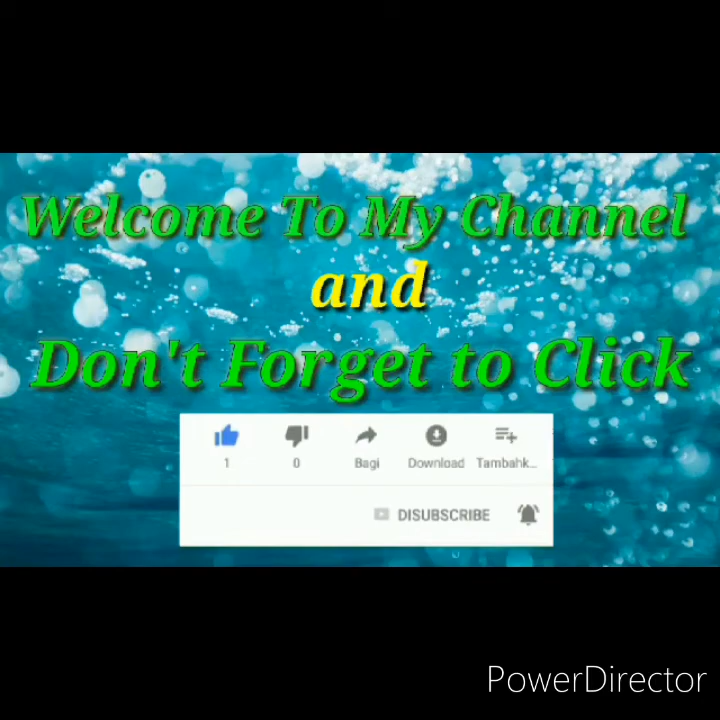 Welcome To My Channel
and
Don't Forget to Click
1 0 Bagi Download Tambahk...
DISUBSCRIBE
PowerDirector